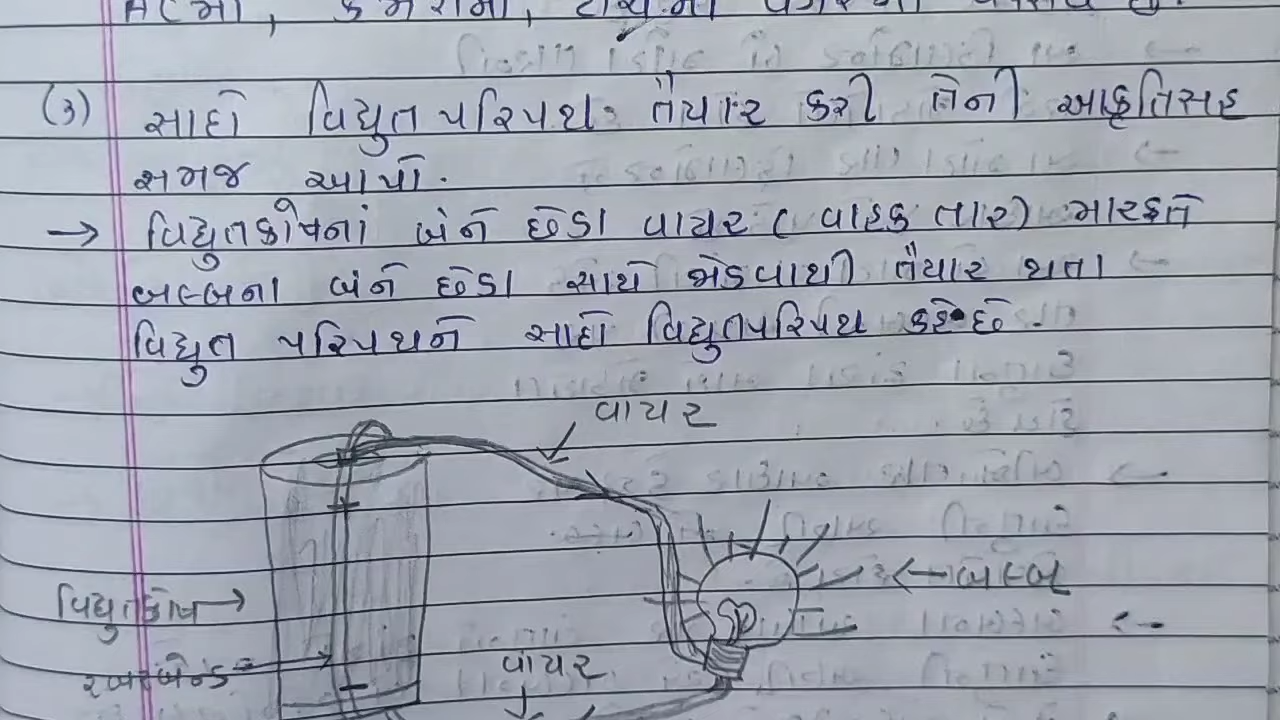 (૩) સાદો વિદ્યુત પરિપથ તૈયાર કરી તેની આકૃતિસહ
સમજ આપો.
→ વિદ્યુતકોષનાં બંને છેડા વાયર (વાહક તાર) મારફતે
બલ્બના બંને છેડા સાથે જોડવાથી તૈયાર થતા
વિદ્યુત પરિપથને સાદો વિદ્યુતપરિપથ કહે છે.
વાયર
બલ્બ
વિદ્યુતકોષ
રબરબેન્ડ
વાયર